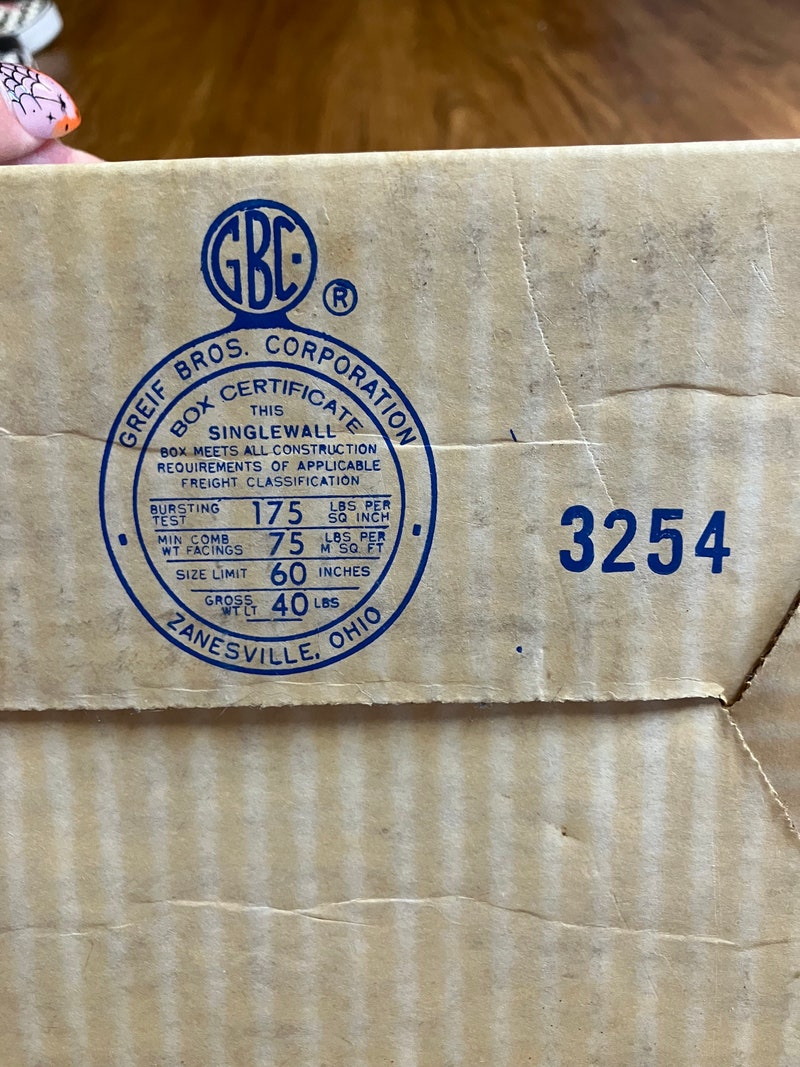 GBC
®
GREIF BROS. CORPORATION
BOX CERTIFICATE
THIS
SINGLEWALL
BOX MEETS ALL CONSTRUCTION
REQUIREMENTS OF APPLICABLE
FREIGHT CLASSIFICATION
BURSTING TEST 175 LBS PER SQ INCH
MIN COMB WT FACINGS 75 LBS PER M SQ. FT
SIZE LIMIT 60 INCHES
GROSS WT LT 40 LBS
ZANESVILLE, OHIO
3254